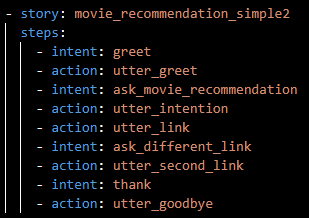 - story: movie_recommendation_simple2
steps:
- intent: greet
- action: utter_greet
- intent: ask_movie_recommendation
- action: utter_intention
- action: utter_link
- intent: ask_different_link
- action: utter_second_link
- intent: thank
- action: utter_goodbye